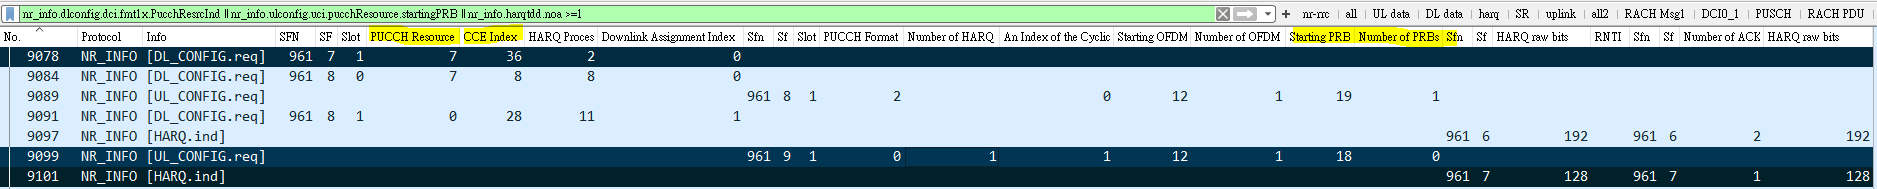 nr_info.dlconfig.dci.fmt1x.PucchResrcInd || nr_info.ulconfig.uci.pucchResource.startingPRB || nr_info.harqtdd.noa >=1 + nr-rrc | all | UL data | DL data | harq | SR | uplink | all2 | RACH Msg1 | DCI0_1 | PUSCH | RACH PDU
No. Protocol Info SFN SF Slot PUCCH Resource CCE Index HARQ Proces Downlink Assignment Index Sfn Sf Slot PUCCH Format Number of HARQ An Index of the Cyclic Starting OFDM Number of OFDM Starting PRB Number of PRBs Sfn Sf HARQ raw bits RNTI Sfn Sf Number of ACK HARQ raw bits
9078 NR_INFO [DL_CONFIG.req] 961 7 1 7 36 2 0
9084 NR_INFO [DL_CONFIG.req] 961 8 0 7 8 8 0
9089 NR_INFO [UL_CONFIG.req] 961 8 1 2 0 12 1 19 1
9091 NR_INFO [DL_CONFIG.req] 961 8 1 0 28 11 1
9097 NR_INFO [HARQ.ind] 961 6 192 961 6 2 192
9099 NR_INFO [UL_CONFIG.req] 961 9 1 0 1 1 12 1 18 0
9101 NR_INFO [HARQ.ind] 961 7 128 961 7 1 128